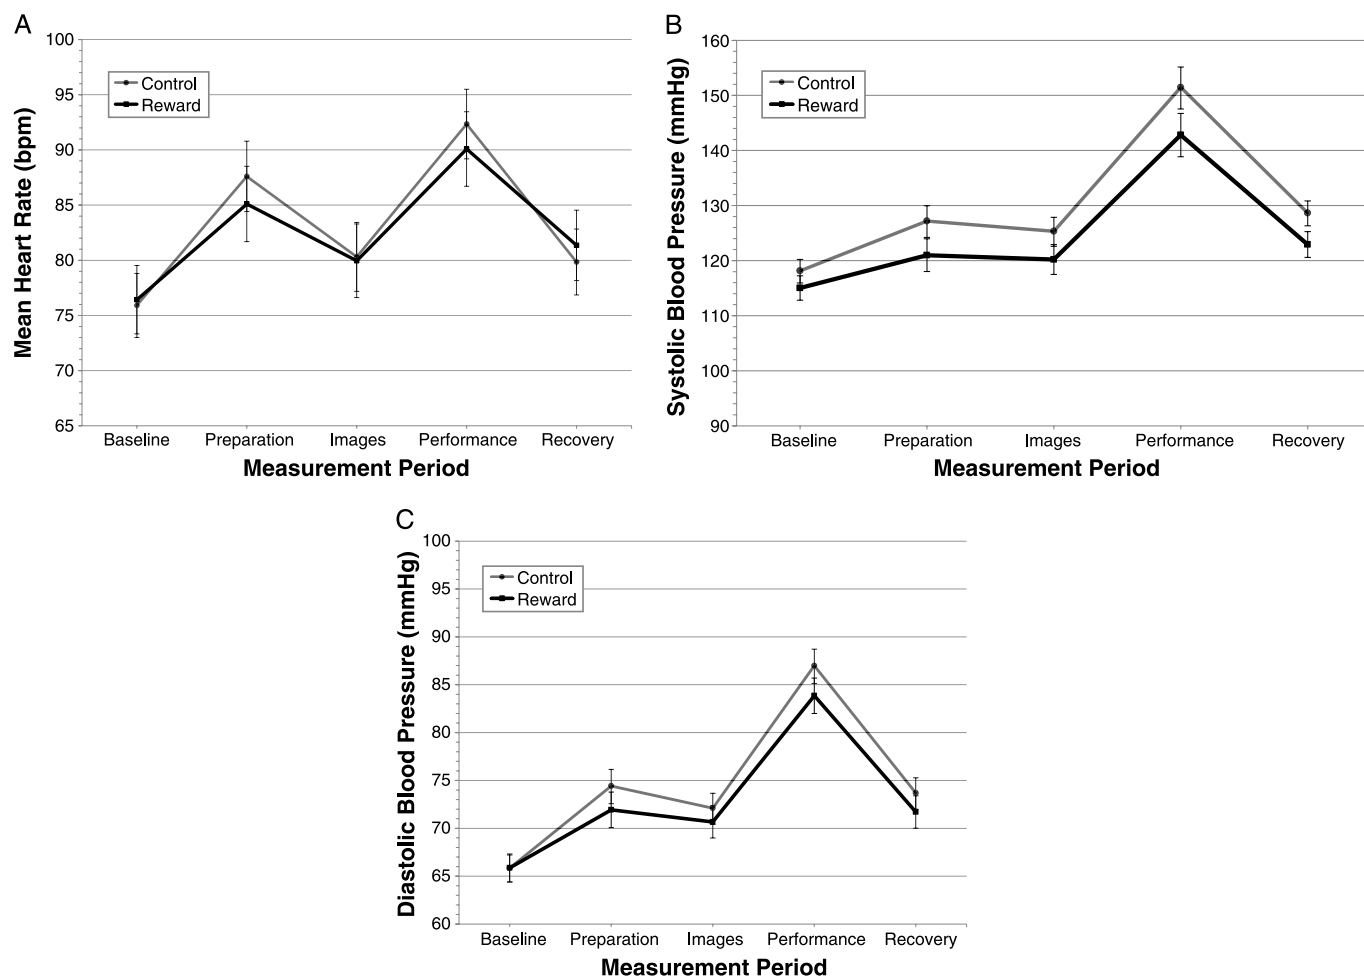 A
Mean Heart Rate (bpm)
100
95
90
85
80
75
70
65
Control
Reward
Baseline Preparation Images Performance Recovery
Measurement Period
B
Systolic Blood Pressure (mmHg)
160
150
140
130
120
110
100
90
Control
Reward
Baseline Preparation Images Performance Recovery
Measurement Period
C
Diastolic Blood Pressure (mmHg)
100
95
90
85
80
75
70
65
60
Control
Reward
Baseline Preparation Images Performance Recovery
Measurement Period